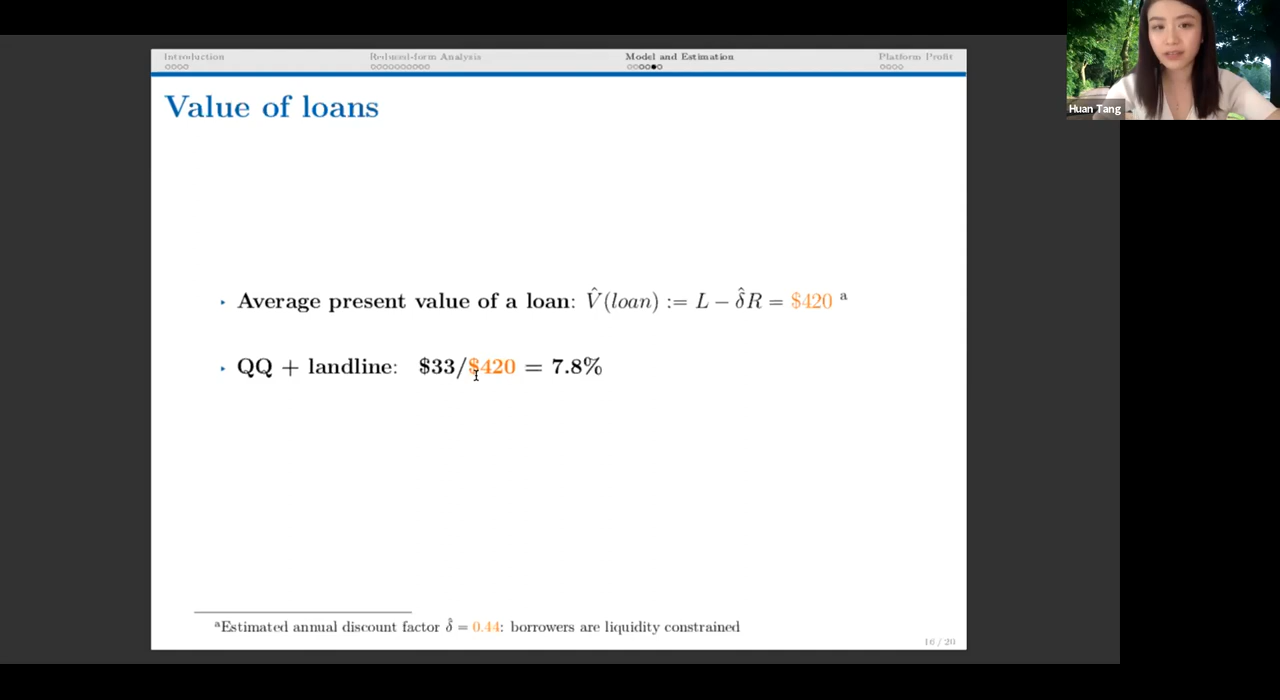 Introduction Reduced-form Analysis Model and Estimation Platform Profit
Huan Tang
Value of loans
Average present value of a loan: V̂(loan) := L − δ̂R = $420 ᵃ
QQ + landline: $33/$420 = 7.8%
ᵃEstimated annual discount factor δ̂ = 0.44: borrowers are liquidity constrained
16 / 20